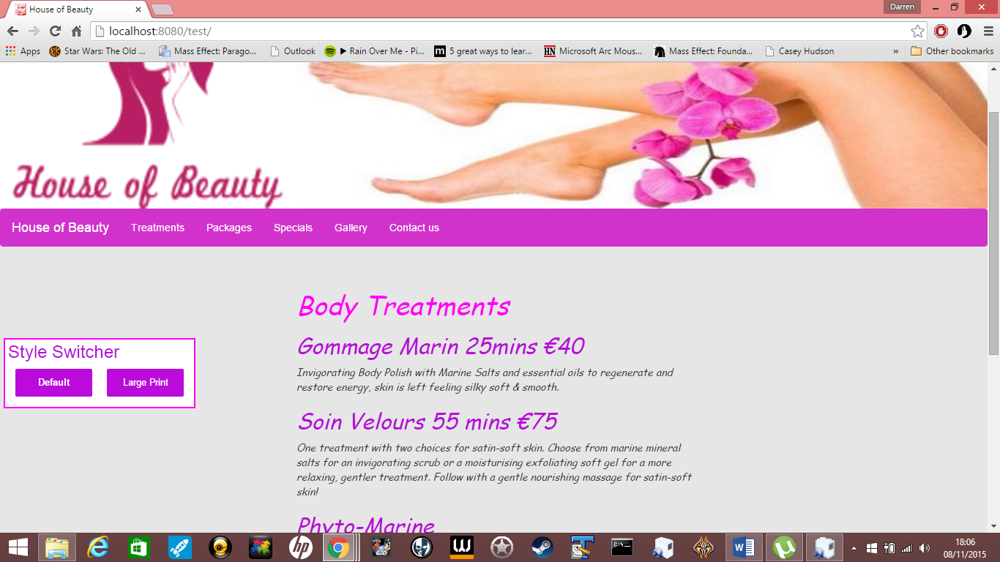 House of Beauty
Darren
localhost:8080/test/
Apps
Star Wars: The Old ...
Mass Effect: Parago...
Outlook
▶ Rain Over Me - Pi...
5 great ways to lear...
HN
Microsoft Arc Mous...
Mass Effect: Founda...
Casey Hudson
»
Other bookmarks
House of Beauty
House of Beauty
Treatments
Packages
Specials
Gallery
Contact us
Body Treatments
Gommage Marin 25mins €40
Invigorating Body Polish with Marine Salts and essential oils to regenerate and
restore energy, skin is left feeling silky soft & smooth.
Style Switcher
Default
Large Print
Soin Velours 55 mins €75
One treatment with two choices for satin-soft skin. Choose from marine mineral
salts for an invigorating scrub or a moisturising exfoliating soft gel for a more
relaxing, gentler treatment. Follow with a gentle nourishing massage for satin-soft
skin!
Phyto-Marine
18:06
08/11/2015